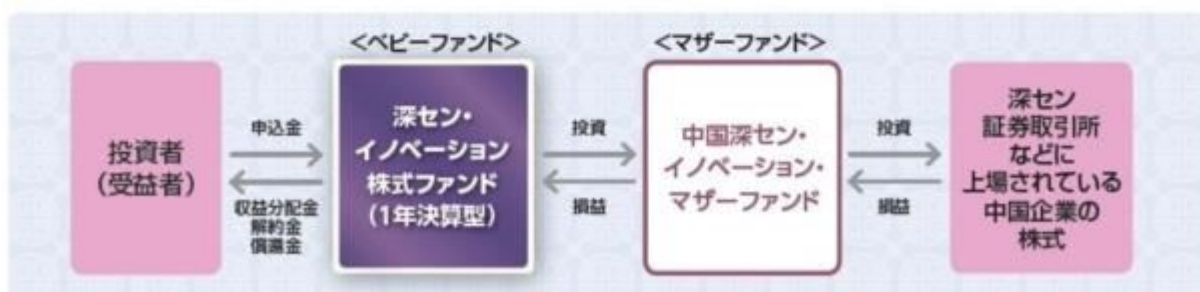 <ベビーファンド>
<マザーファンド>
投資者
(受益者)
申込金
収益分配金
解約金
償還金
深セン・
イノベーション
株式ファンド
(1年決算型)
投資
損益
中国深セン・
イノベーション・
マザーファンド
投資
損益
深セン
証券取引所
などに
上場されている
中国企業の
株式